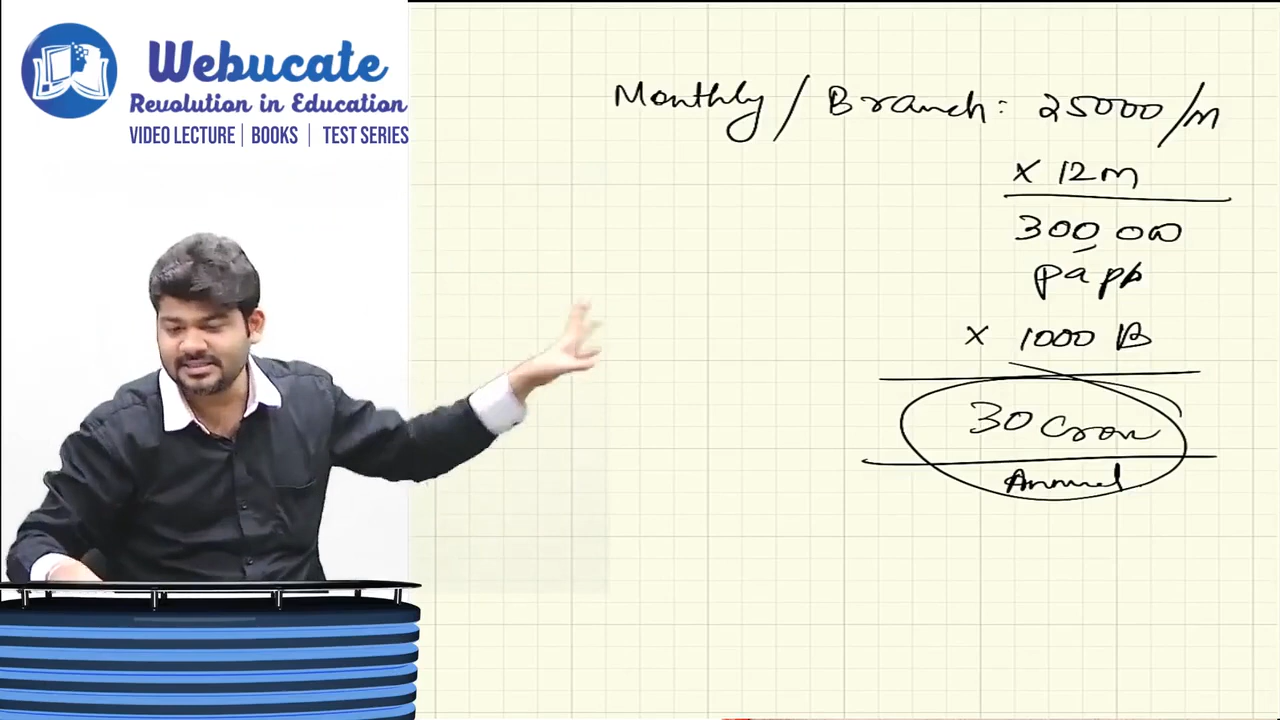 Webucate
Revolution in Education
VIDEO LECTURE | BOOKS | TEST SERIES
Monthly / Branch : 25000/m
x 12m
300,000
papb
x 1000 B
30 Crore
Annual